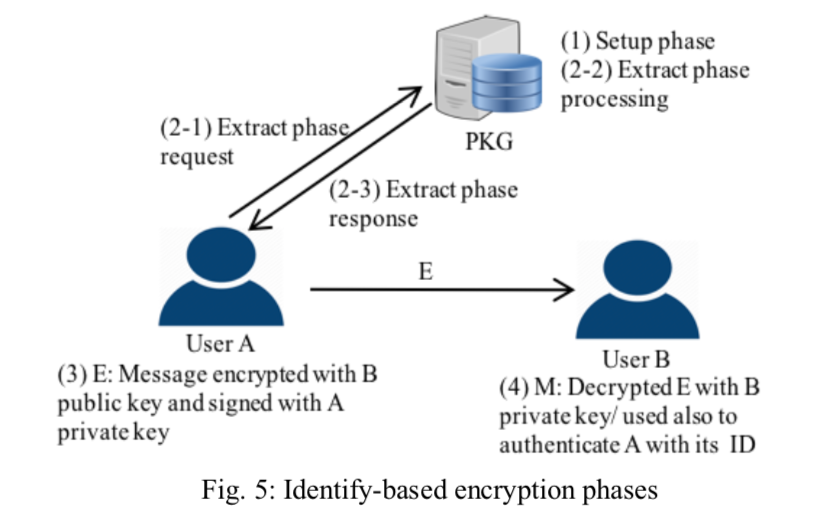 (1) Setup phase
(2-2) Extract phase
processing
PKG
(2-1) Extract phase
request
(2-3) Extract phase
response
E
User A
(3) E: Message encrypted with B
public key and signed with A
private key
User B
(4) M: Decrypted E with B
private key/ used also to
authenticate A with its ID
Fig. 5: Identify-based encryption phases